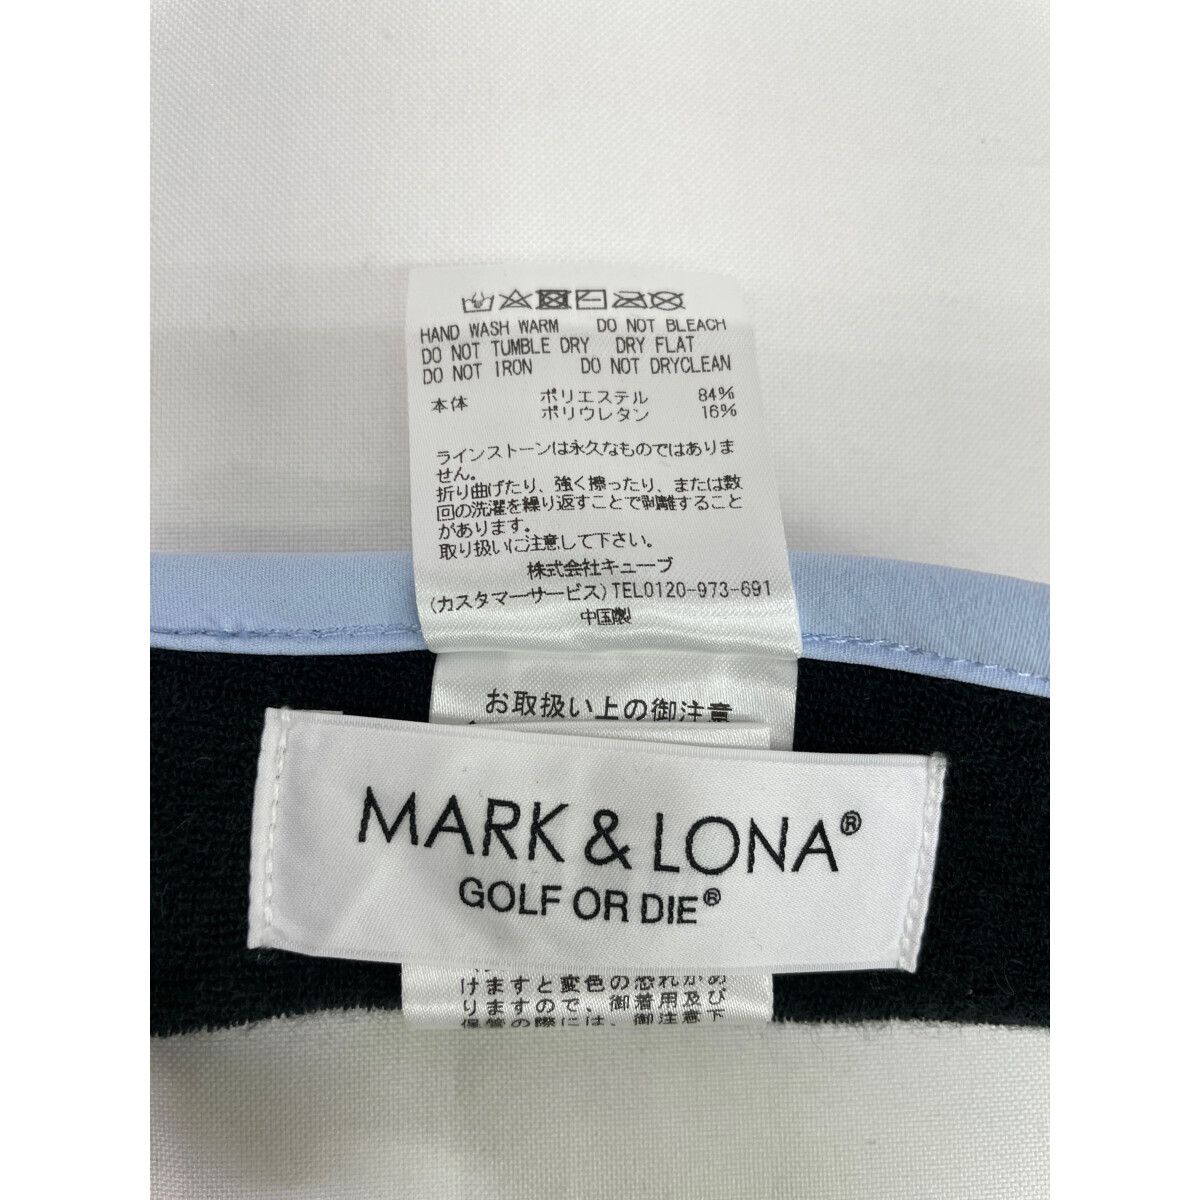 HAND WASH WARM DO NOT BLEACH
DO NOT TUMBLE DRY DRY FLAT
DO NOT IRON DO NOT DRYCLEAN
本体 ポリエステル 84%
ポリウレタン 16%
ラインストーンは永久なものではありま
せん。
折り曲げたり、強く擦ったり、または数
回の洗濯を繰り返すことで剥離すること
があります。
取り扱いに注意して下さい。
株式会社キューブ
(カスタマーサービス)TEL0120-973-691
中国製
お取扱い上の御注意
MARK & LONA®
GOLF OR DIE®
けますと変色の恐れがあ
りますので、御着用及び
保管の際には、御注意下